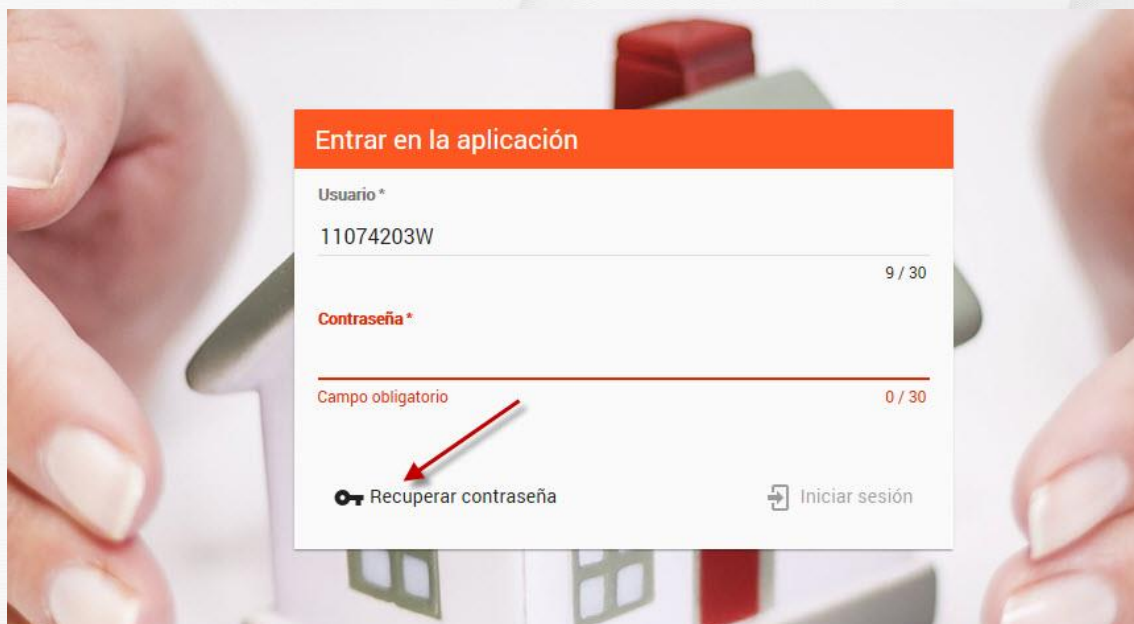 Entrar en la aplicación
Usuario *
11074203W
9 / 30
Contraseña *
Campo obligatorio
0 / 30
Recuperar contraseña
Iniciar sesión